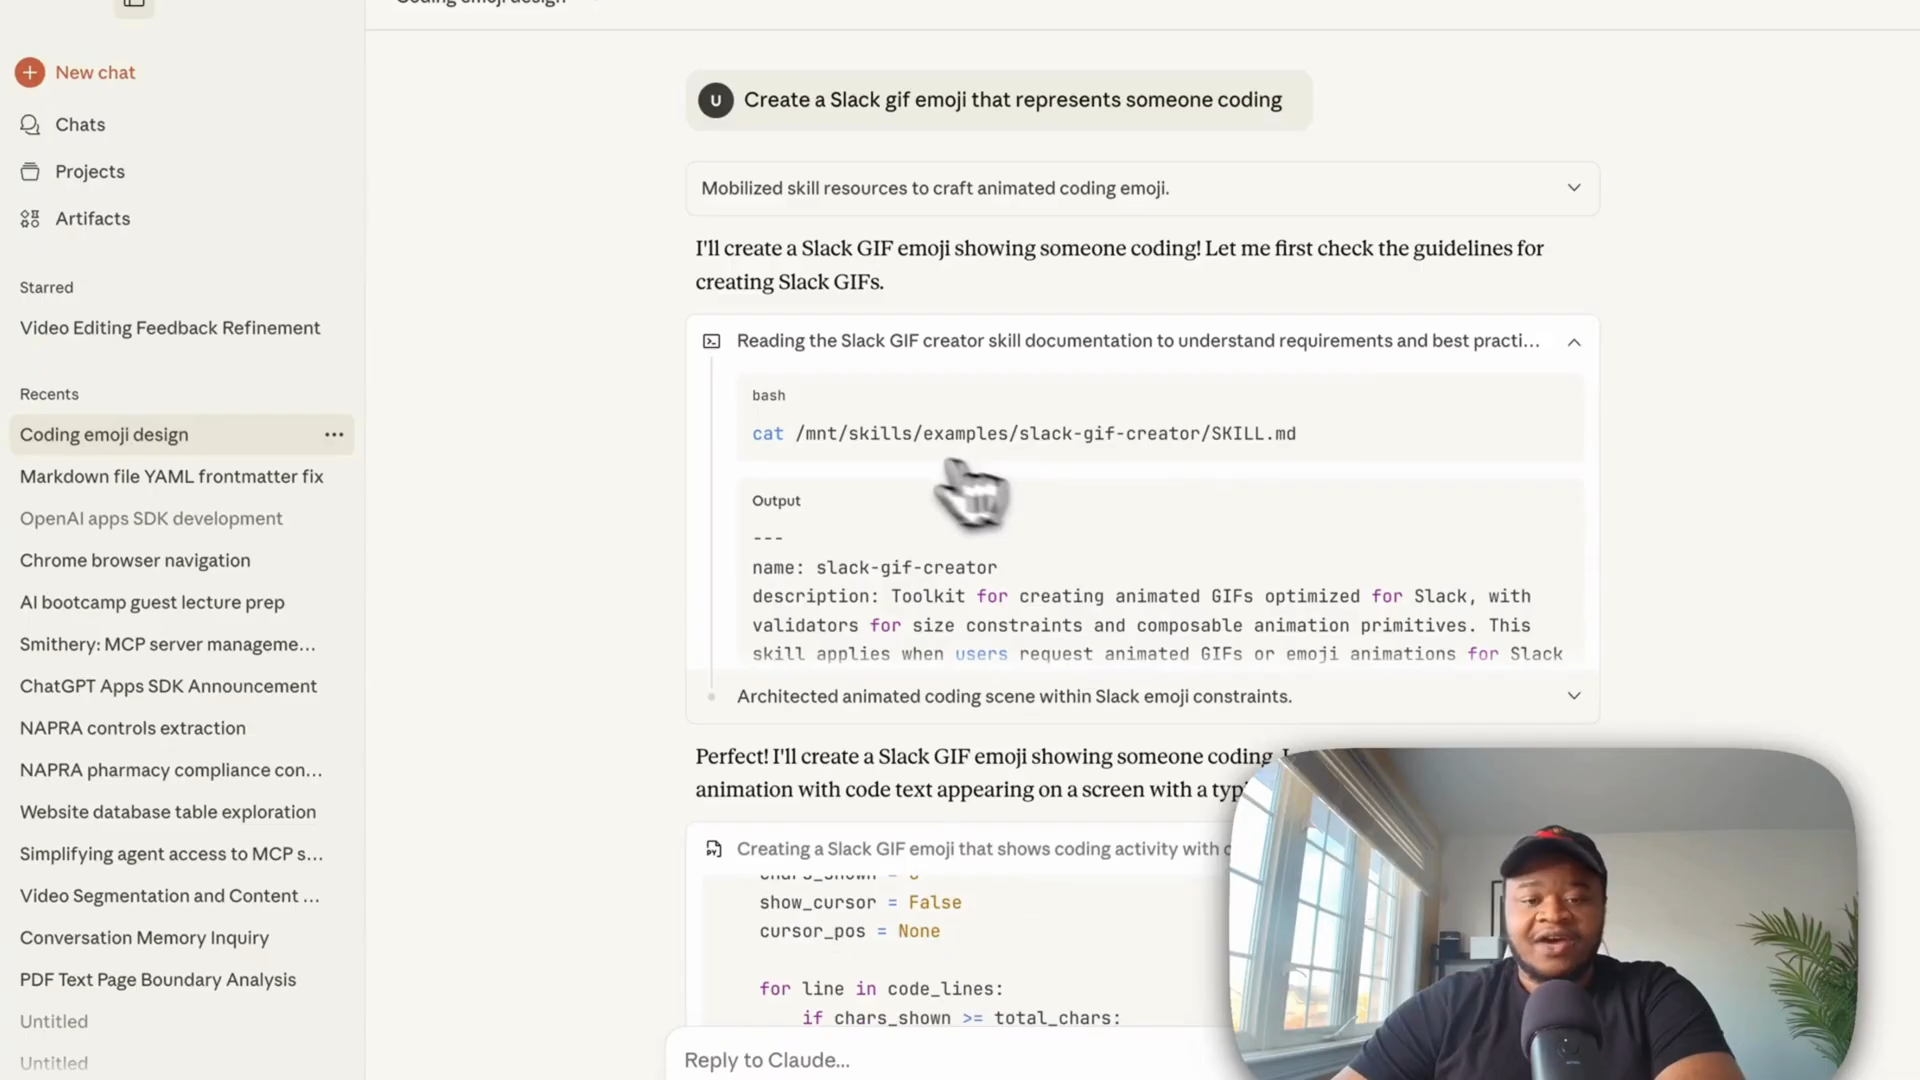 Coding emoji design
New chat
Chats
Projects
Artifacts
Starred
Video Editing Feedback Refinement
Recents
Coding emoji design
Markdown file YAML frontmatter fix
OpenAI apps SDK development
Chrome browser navigation
AI bootcamp guest lecture prep
Smithery: MCP server manageme...
ChatGPT Apps SDK Announcement
NAPRA controls extraction
NAPRA pharmacy compliance con...
Website database table exploration
Simplifying agent access to MCP s...
Video Segmentation and Content ...
Conversation Memory Inquiry
PDF Text Page Boundary Analysis
Untitled
Untitled
U Create a Slack gif emoji that represents someone coding
Mobilized skill resources to craft animated coding emoji.
I'll create a Slack GIF emoji showing someone coding! Let me first check the guidelines for
creating Slack GIFs.
Reading the Slack GIF creator skill documentation to understand requirements and best practi...
bash
cat /mnt/skills/examples/slack-gif-creator/SKILL.md
Output
---
name: slack-gif-creator
description: Toolkit for creating animated GIFs optimized for Slack, with
validators for size constraints and composable animation primitives. This
skill applies when users request animated GIFs or emoji animations for Slack
Architected animated coding scene within Slack emoji constraints.
Perfect! I'll create a Slack GIF emoji showing someone coding.
animation with code text appearing on a screen with a
Creating a Slack GIF emoji that shows coding activity with
chars_shown = 0
show_cursor = False
cursor_pos = None
for line in code_lines:
if chars_shown >= total_chars:
Reply to Claude...